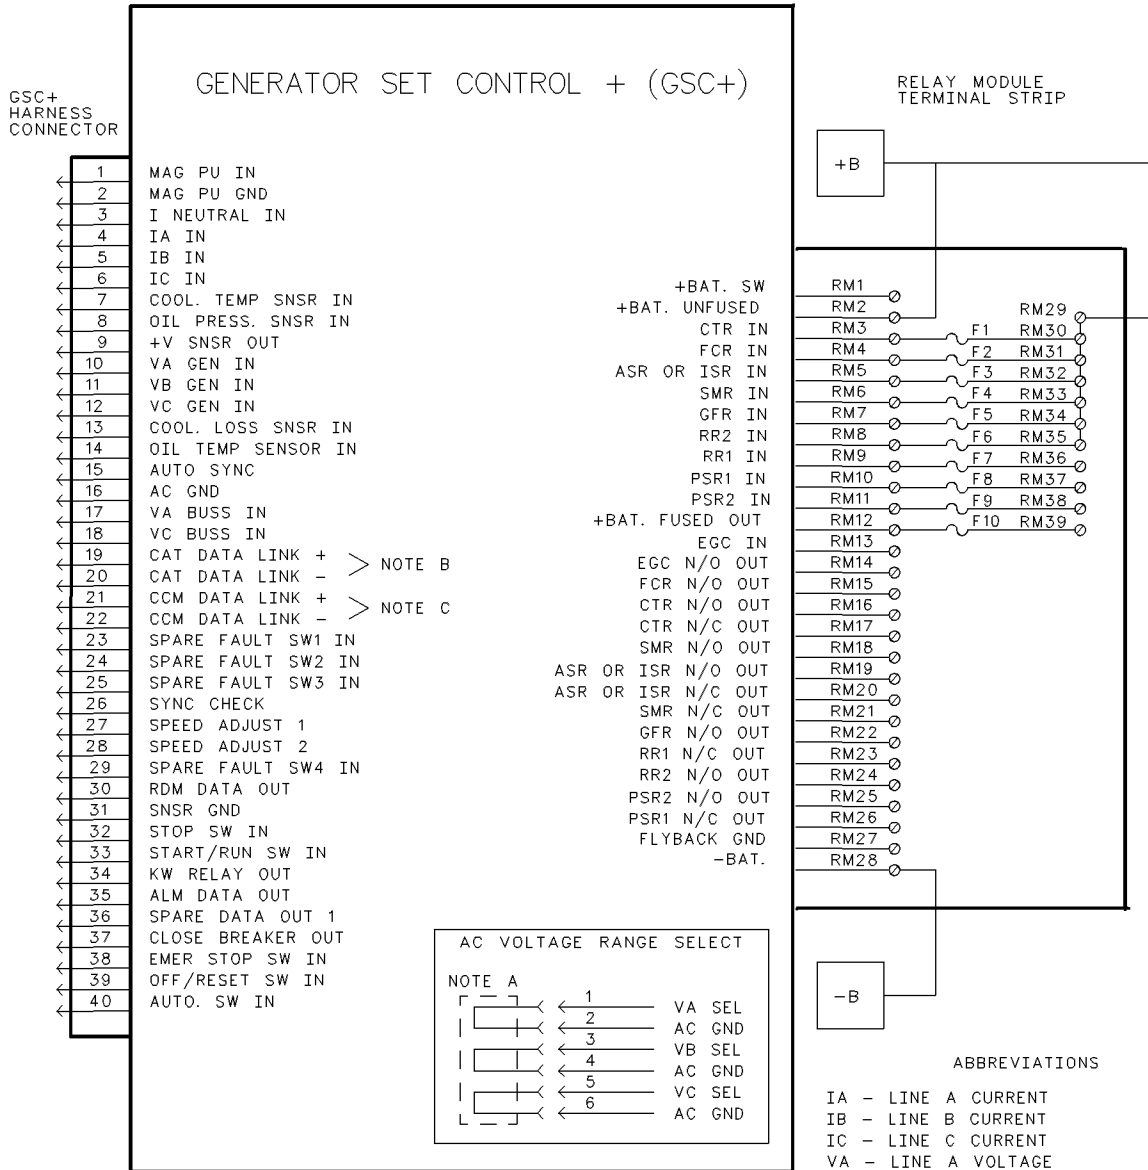 GENERATOR SET CONTROL + (GSC+)
GSC+
HARNESS
CONNECTOR
RELAY MODULE
TERMINAL STRIP
+B
1 MAG PU IN
2 MAG PU GND
3 I NEUTRAL IN
4 IA IN
5 IB IN
6 IC IN
7 COOL. TEMP SNSR IN
8 OIL PRESS. SNSR IN
9 +V SNSR OUT
10 VA GEN IN
11 VB GEN IN
12 VC GEN IN
13 COOL. LOSS SNSR IN
14 OIL TEMP SENSOR IN
15 AUTO SYNC
16 AC GND
17 VA BUSS IN
18 VC BUSS IN
19 CAT DATA LINK +
20 CAT DATA LINK -
NOTE B
21 CCM DATA LINK +
22 CCM DATA LINK -
NOTE C
23 SPARE FAULT SW1 IN
24 SPARE FAULT SW2 IN
25 SPARE FAULT SW3 IN
26 SYNC CHECK
27 SPEED ADJUST 1
28 SPEED ADJUST 2
29 SPARE FAULT SW4 IN
30 RDM DATA OUT
31 SNSR GND
32 STOP SW IN
33 START/RUN SW IN
34 KW RELAY OUT
35 ALM DATA OUT
36 SPARE DATA OUT 1
37 CLOSE BREAKER OUT
38 EMER STOP SW IN
39 OFF/RESET SW IN
40 AUTO. SW IN
+BAT. SW RM1
+BAT. UNFUSED RM2 RM29
CTR IN RM3 F1 RM30
FCR IN RM4 F2 RM31
ASR OR ISR IN RM5 F3 RM32
SMR IN RM6 F4 RM33
GFR IN RM7 F5 RM34
RR2 IN RM8 F6 RM35
RR1 IN RM9 F7 RM36
PSR1 IN RM10 F8 RM37
PSR2 IN RM11 F9 RM38
+BAT. FUSED OUT RM12 F10 RM39
EGC IN RM13
EGC N/O OUT RM14
FCR N/O OUT RM15
CTR N/O OUT RM16
CTR N/C OUT RM17
SMR N/O OUT RM18
ASR OR ISR N/O OUT RM19
ASR OR ISR N/C OUT RM20
SMR N/C OUT RM21
GFR N/O OUT RM22
RR1 N/C OUT RM23
RR2 N/O OUT RM24
PSR2 N/O OUT RM25
PSR1 N/C OUT RM26
FLYBACK GND RM27
-BAT. RM28
AC VOLTAGE RANGE SELECT
NOTE A
1 VA SEL
2 AC GND
3 VB SEL
4 AC GND
5 VC SEL
6 AC GND
-B
ABBREVIATIONS
IA - LINE A CURRENT
IB - LINE B CURRENT
IC - LINE C CURRENT
VA - LINE A VOLTAGE